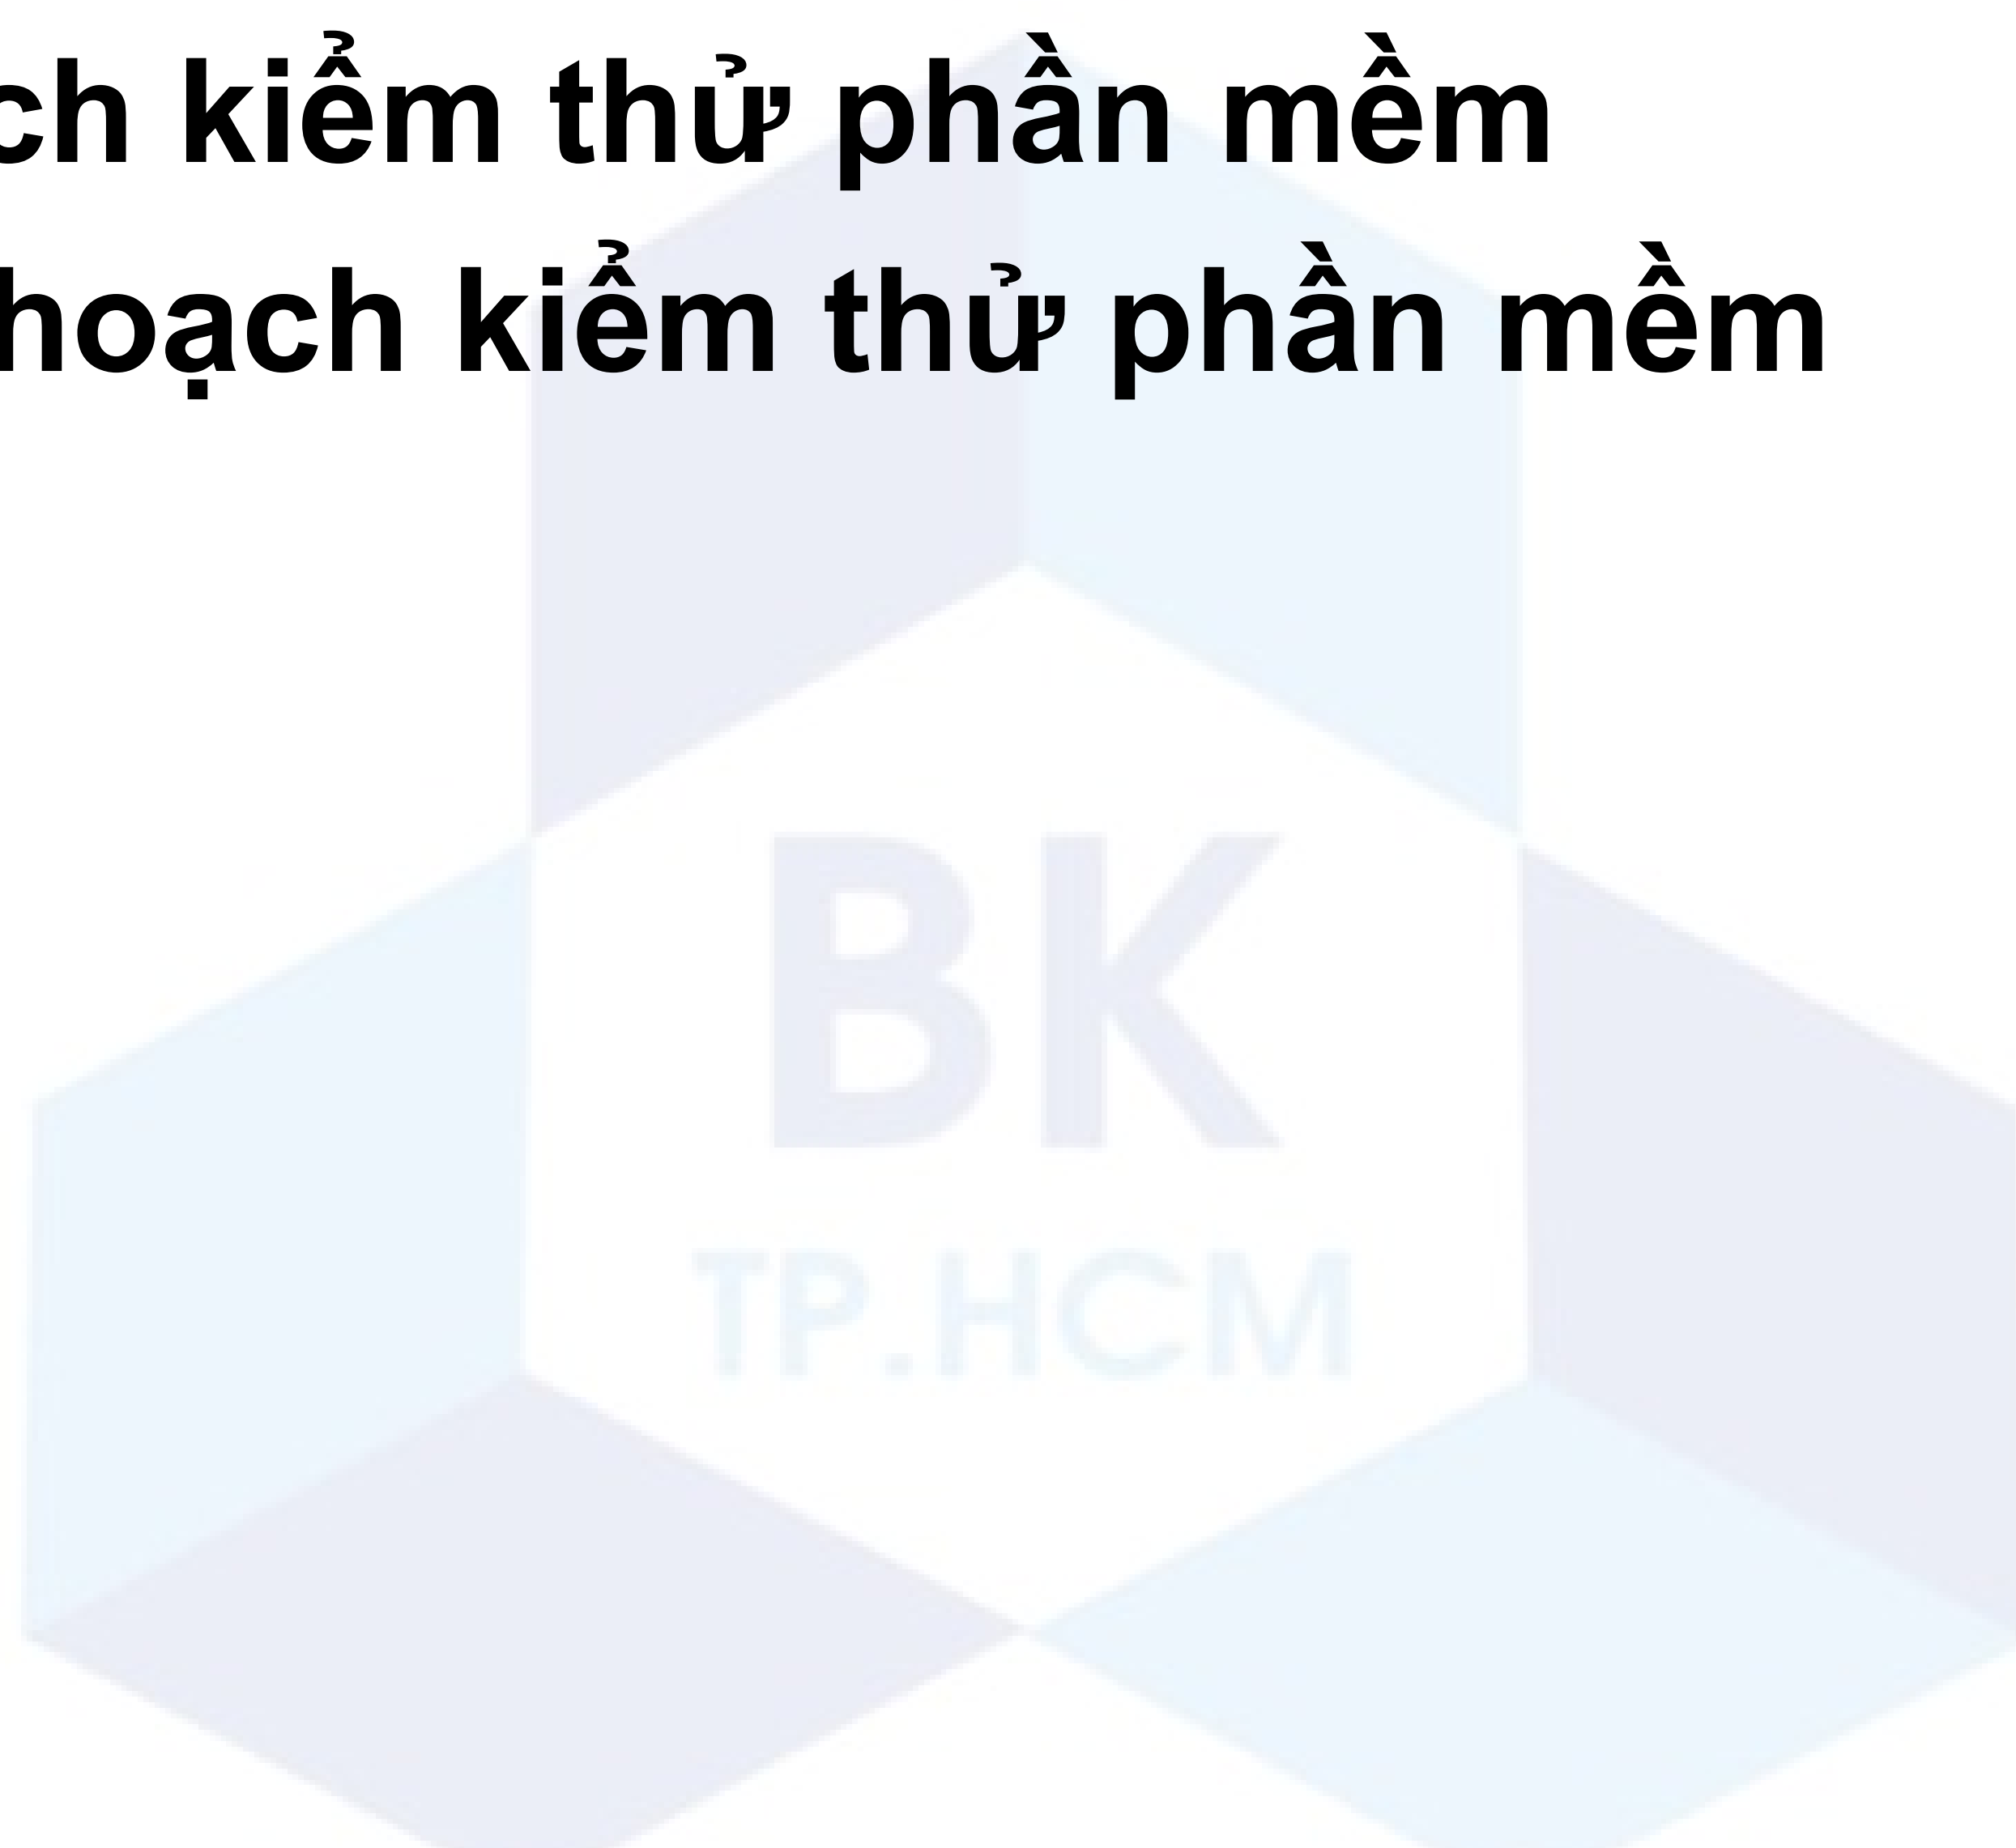 ch kiểm thử phần mềm
hoạch kiểm thử phần mềm
BK
TP.HCM